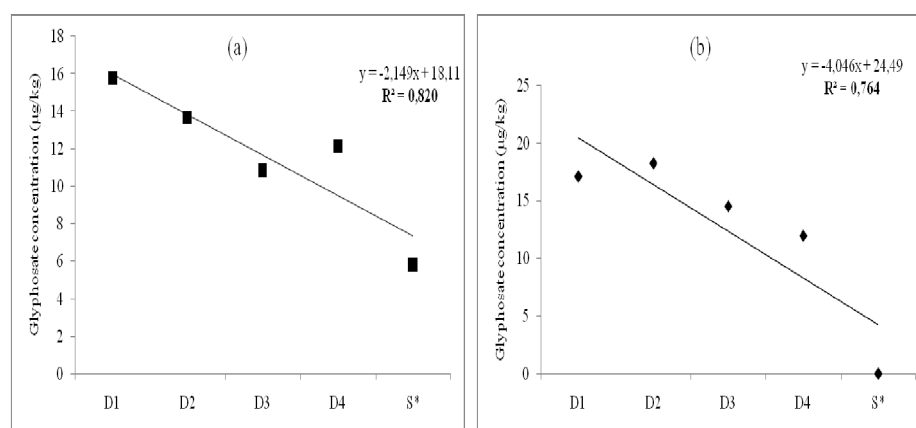 (a)
y = -2,149x + 18,11
R² = 0,820
Glyphosate concentration (µg/kg)
18
16
14
12
10
8
6
4
2
0
D1 D2 D3 D4 S*
(b)
y = -4,046x + 24,49
R² = 0,764
Glyphosate concentration (µg/kg)
25
20
15
10
5
0
D1 D2 D3 D4 S*